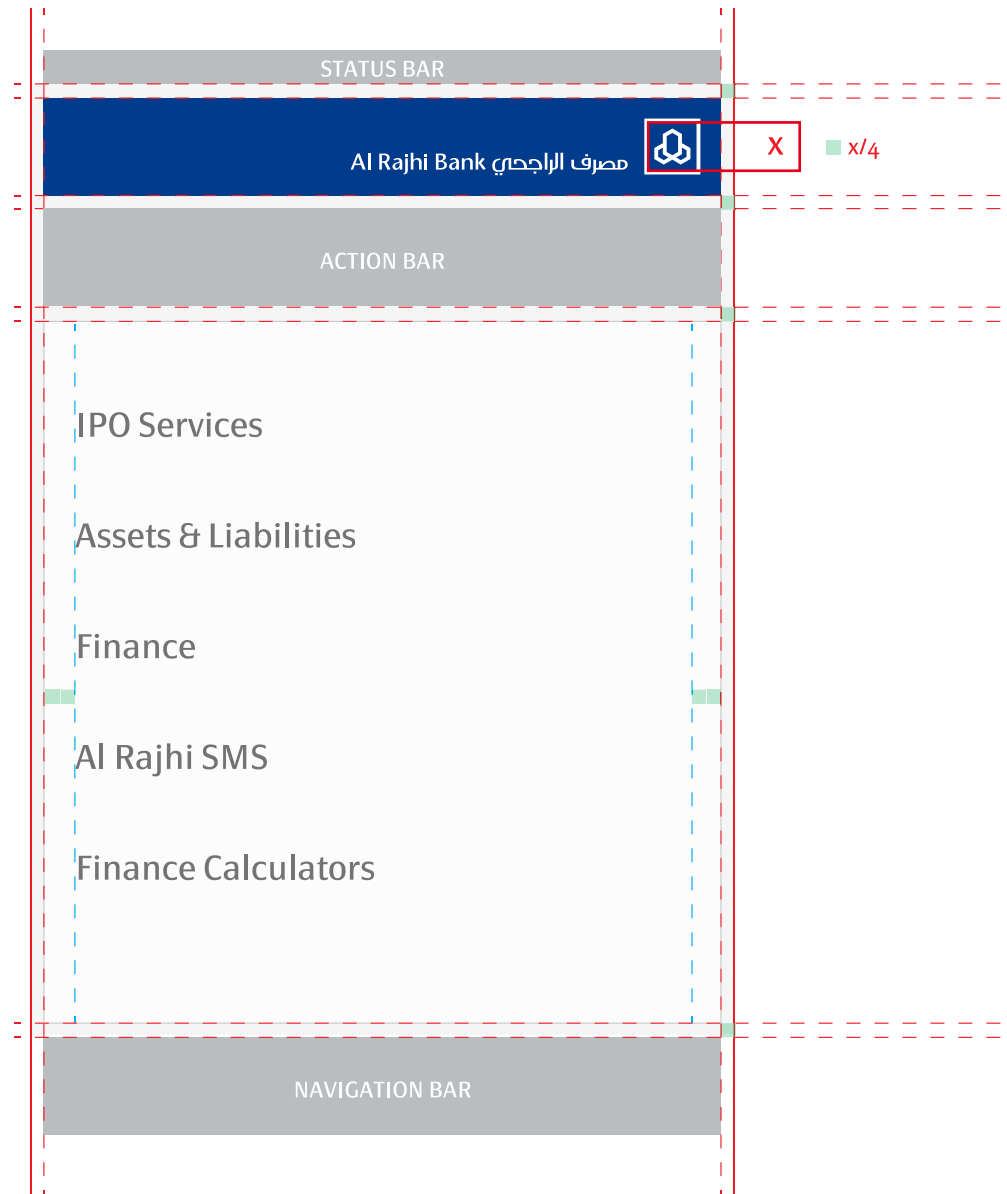 STATUS BAR
Al Rajhi Bank مصرف الراجحي
X
x/4
ACTION BAR
IPO Services
Assets & Liabilities
Finance
Al Rajhi SMS
Finance Calculators
NAVIGATION BAR